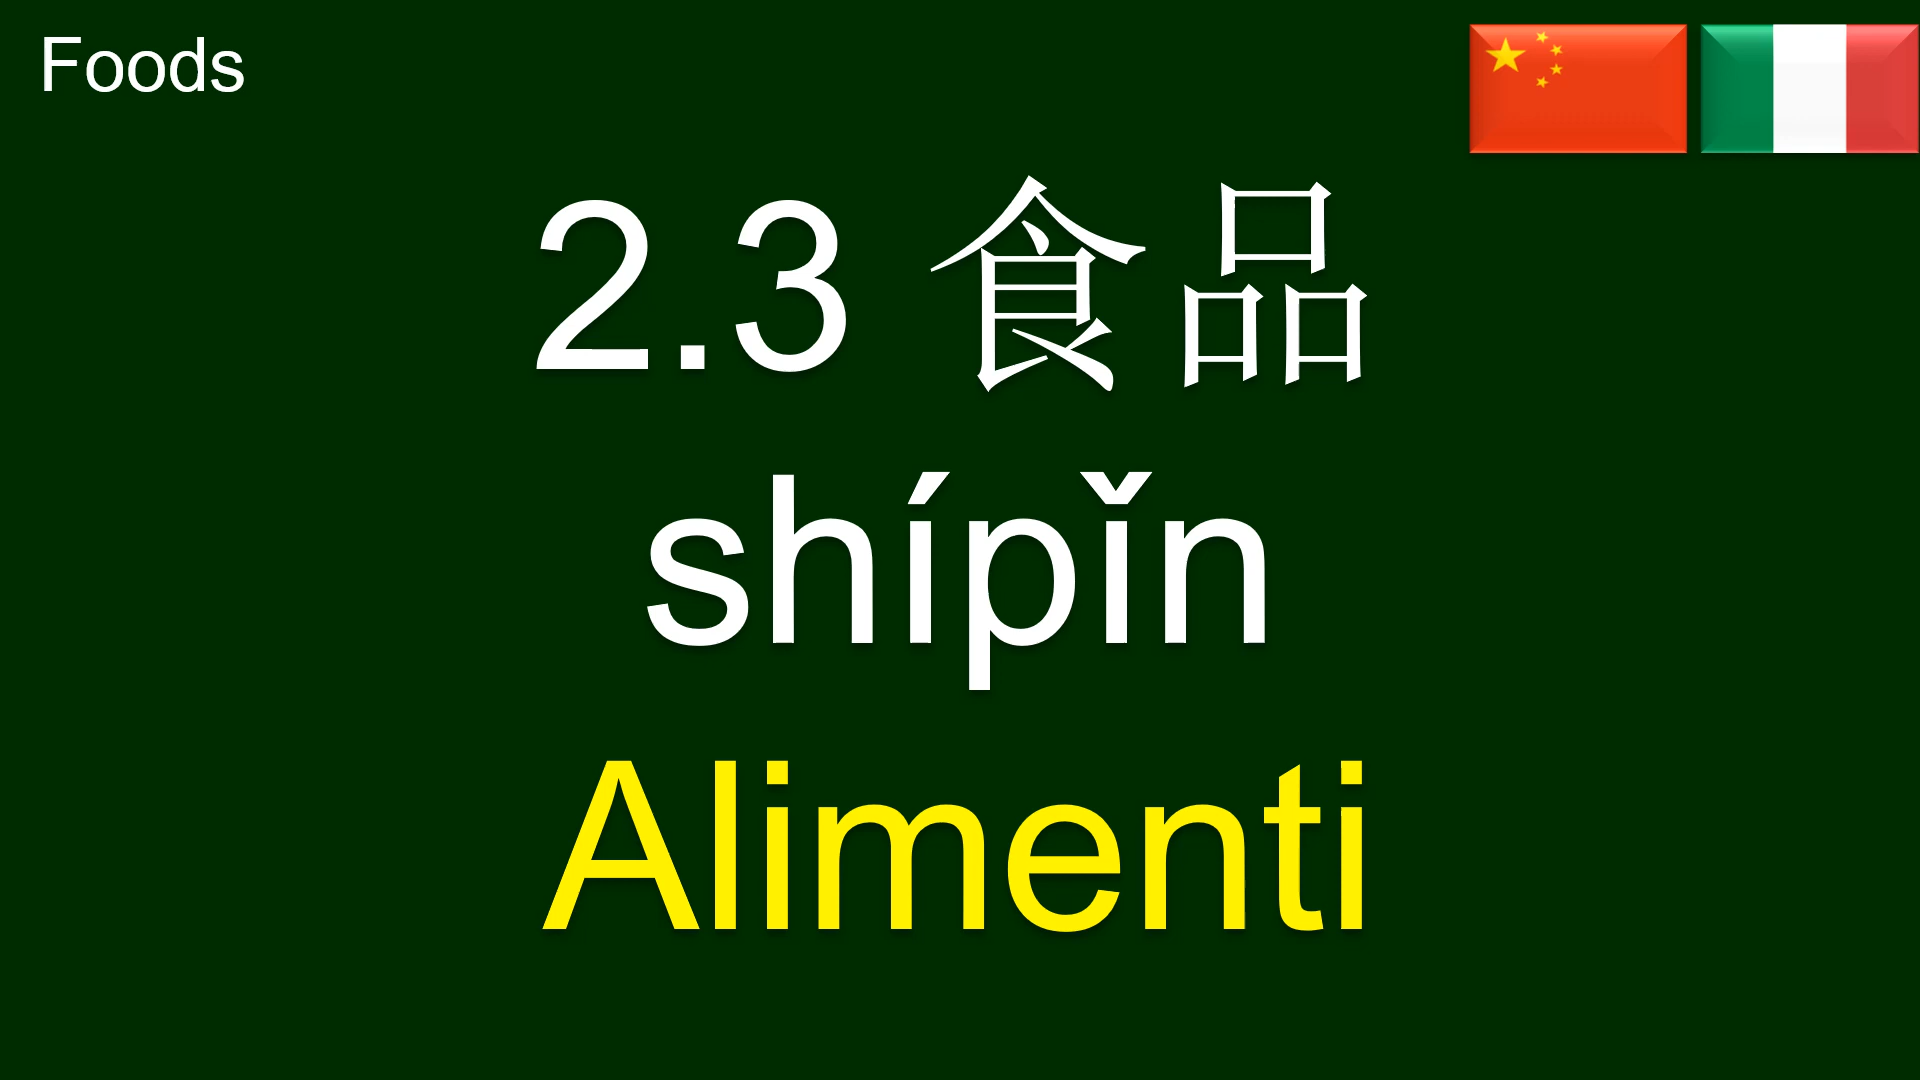 Foods
2.3 食品
shípǐn
Alimenti